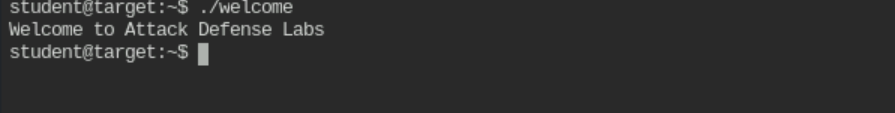 student@target:~$ ./welcome
Welcome to Attack Defense Labs
student@target:~$